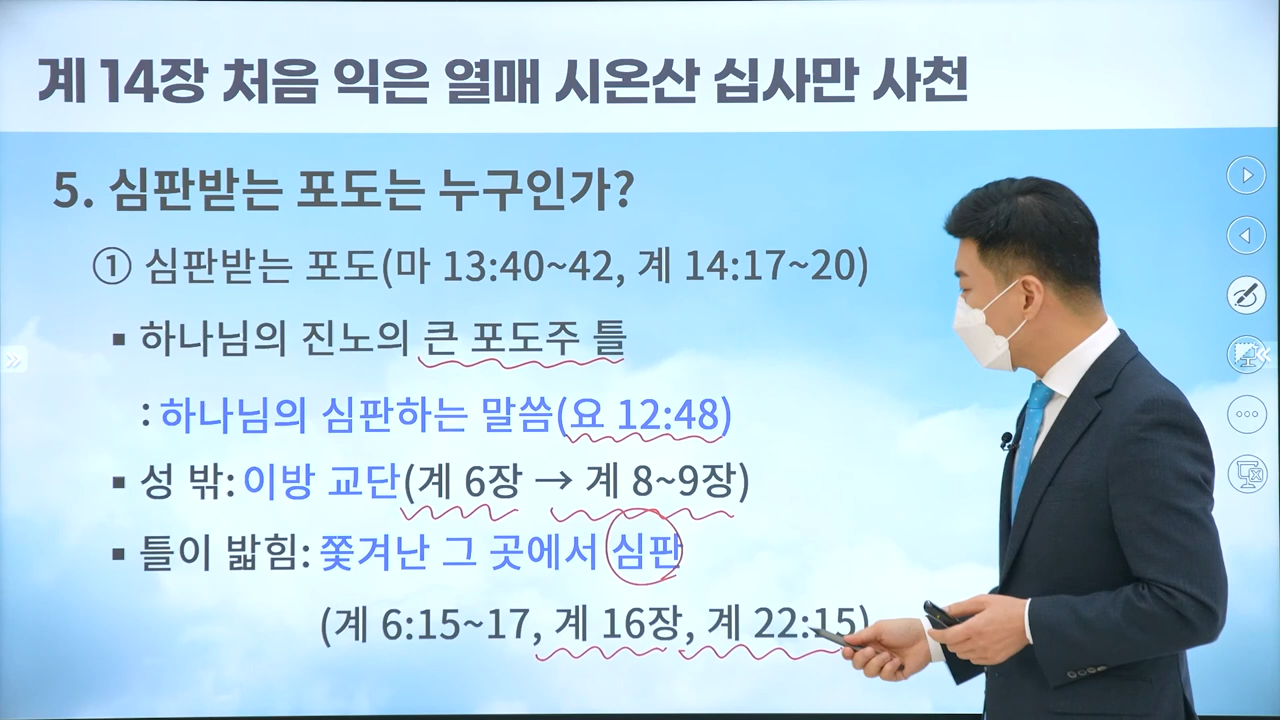 계 14장 처음 익은 열매 시온산 십사만 사천
5. 심판받는 포도는 누구인가?
① 심판받는 포도(마 13:40~42, 계 14:17~20)
▪ 하나님의 진노의 큰 포도주 틀
: 하나님의 심판하는 말씀(요 12:48)
▪ 성 밖: 이방 교단(계 6장 → 계 8~9장)
▪ 틀이 밟힘: 쫓겨난 그 곳에서 심판
(계 6:15~17, 계 16장, 계 22:15)